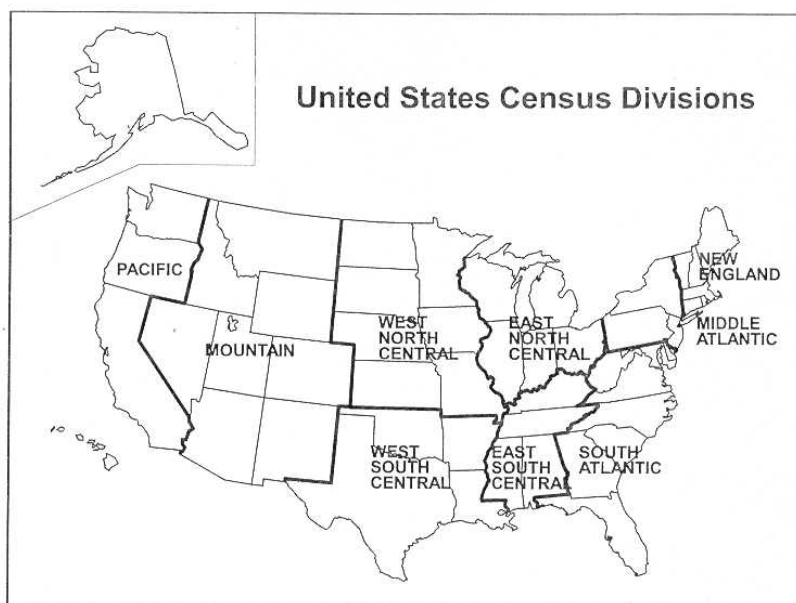 United States Census Divisions
PACIFIC
MOUNTAIN
WEST
NORTH
CENTRAL
EAST
NORTH
CENTRAL
NEW
ENGLAND
MIDDLE
ATLANTIC
WEST
SOUTH
CENTRAL
EAST
SOUTH
CENTRAL
SOUTH
ATLANTIC